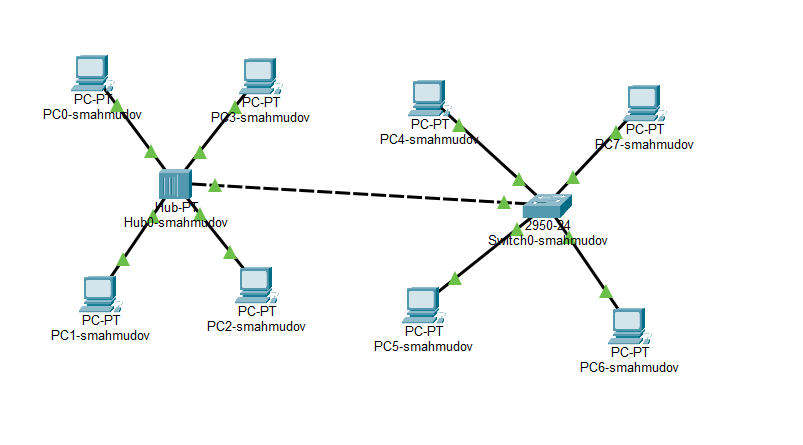 PC-PT
PC0-smahmudov
PC-PT
PC3-smahmudov
PC-PT
PC4-smahmudov
PC-PT
PC7-smahmudov
Hub-PT
Hub0-smahmudov
2950-24
Switch0-smahmudov
PC-PT
PC1-smahmudov
PC-PT
PC2-smahmudov
PC-PT
PC5-smahmudov
PC-PT
PC6-smahmudov